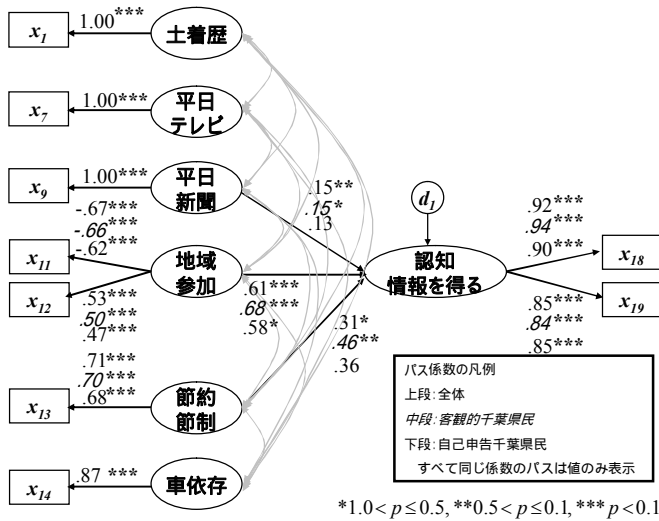 x1
1.00***
土着歴
x7
1.00***
平日
テレビ
x9
1.00***
平日
新聞
.15**
.15*
.13
d1
-.67***
-.66***
-.62***
x11
x12
地域
参加
.53***
.50***
.47***
.61***
.68***
.58*
認知
情報を得る
.92***
.94***
.90***
x18
x19
.85***
.84***
.85***
.31*
.46**
.36
.71***
.70***
.68***
x13
節約
節制
x14
.87 ***
車依存
パス係数の凡例
上段:全体
中段:客観的千葉県民
下段:自己申告千葉県民
すべて同じ係数のパスは値のみ表示
*1.0< p≤0.5, **0.5< p≤0.1, *** p<0.1